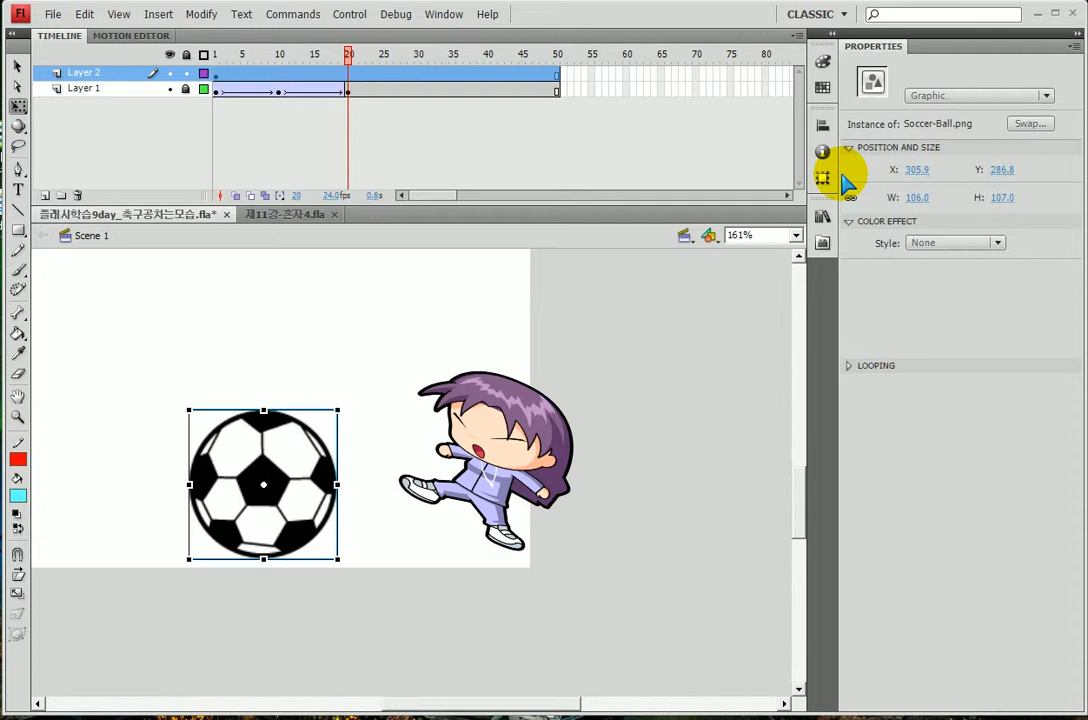 Fl File Edit View Insert Modify Text Commands Control Debug Window Help CLASSIC
TIMELINE MOTION EDITOR
1 5 10 15 20 25 30 35 40 45 50 55 60 65 70 75 80
Layer 2
Layer 1
20 24.0fps 0.8s
플래시학습9day_축구공차는모습.fla* 제11강-혼자4.fla
Scene 1 161%
T
PROPERTIES
Graphic
Instance of: Soccer-Ball.png Swap...
POSITION AND SIZE
X: 305.9 Y: 286.8
W: 106.0 H: 107.0
COLOR EFFECT
Style: None
LOOPING